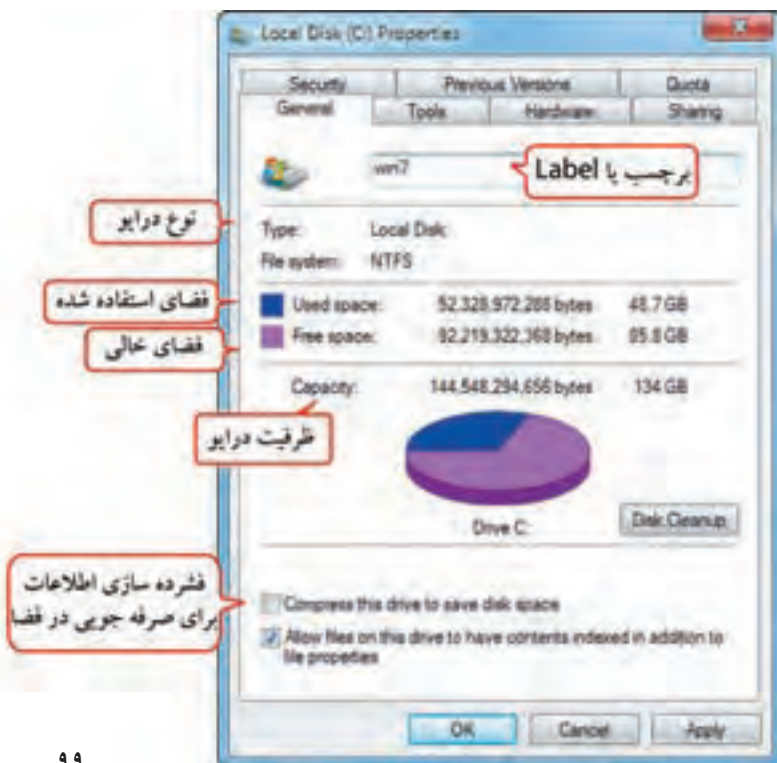 Local Disk (C:) Properties
Security Previous Versions Quota
General Tools Hardware Sharing
win7
برچسب یا Label
نوع درایو
Type: Local Disk
File system: NTFS
فضای استفاده شده
Used space: 52,328,972,288 bytes 48.7 GB
فضای خالی
Free space: 92,219,322,368 bytes 85.8 GB
Capacity: 144,548,294,656 bytes 134 GB
ظرفیت درایو
Drive C:
Disk Cleanup
فشرده سازی اطلاعات
برای صرفه جویی در فضا
Compress this drive to save disk space
Allow files on this drive to have contents indexed in addition to
file properties
OK Cancel Apply
۹۹